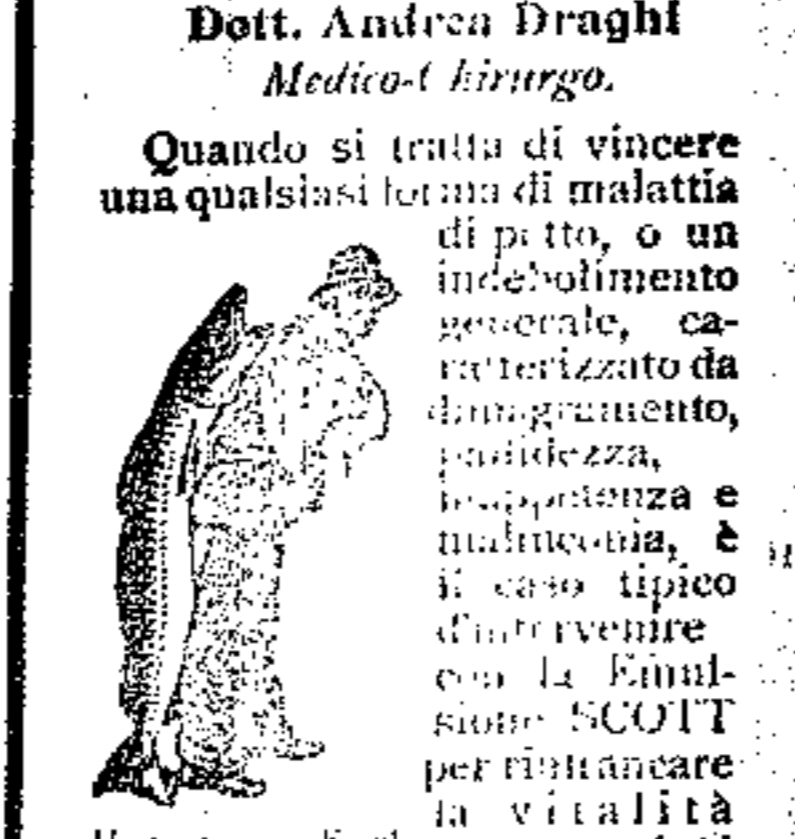 Dott. Andrea Draghi
Medico-Chirurgo.
Quando si tratta di vincere
una qualsiasi forma di malattia
di petto, o un
indebolimento
generale, ca-
ratterizzato da
dimagramento,
pallidezza,
inappetenza e
malinconia, è
il caso tipico
d'intervenire
con la Emul-
sione SCOTT
per rinfrancare
la vitalità